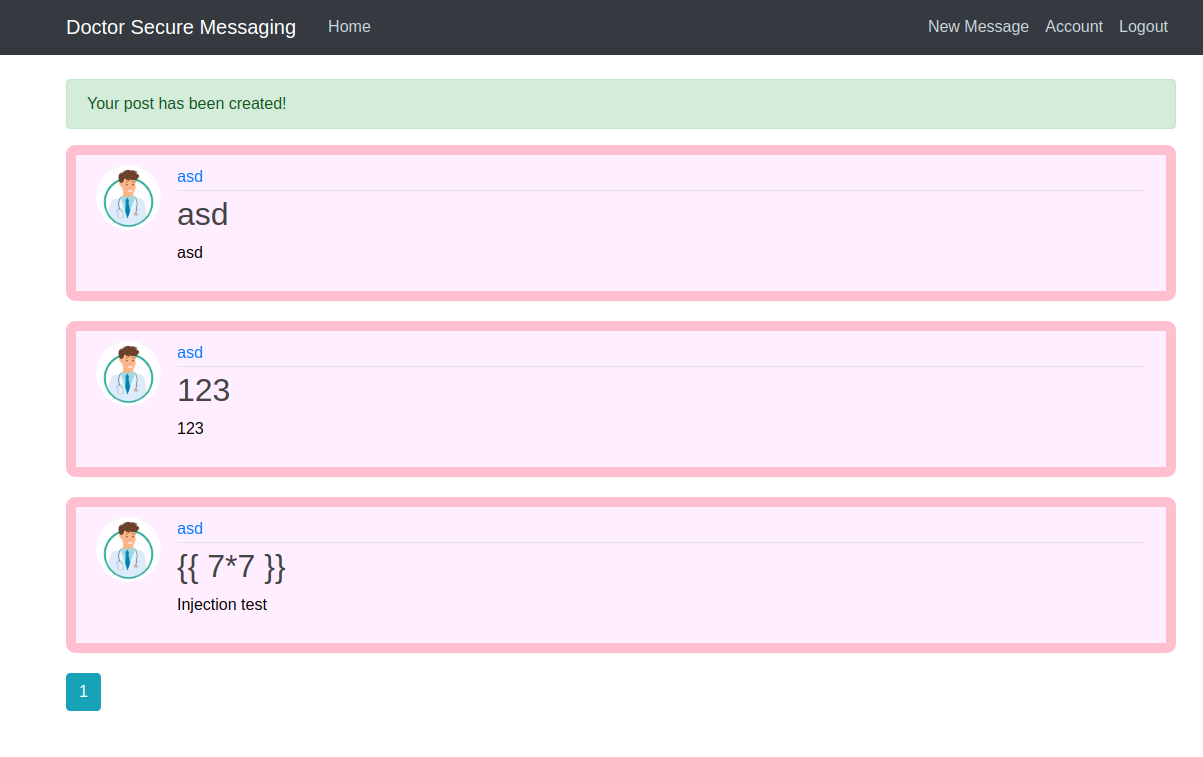 Doctor Secure Messaging Home New Message Account Logout
Your post has been created!
asd
asd
asd
asd
123
123
asd
{{ 7*7 }}
Injection test
1